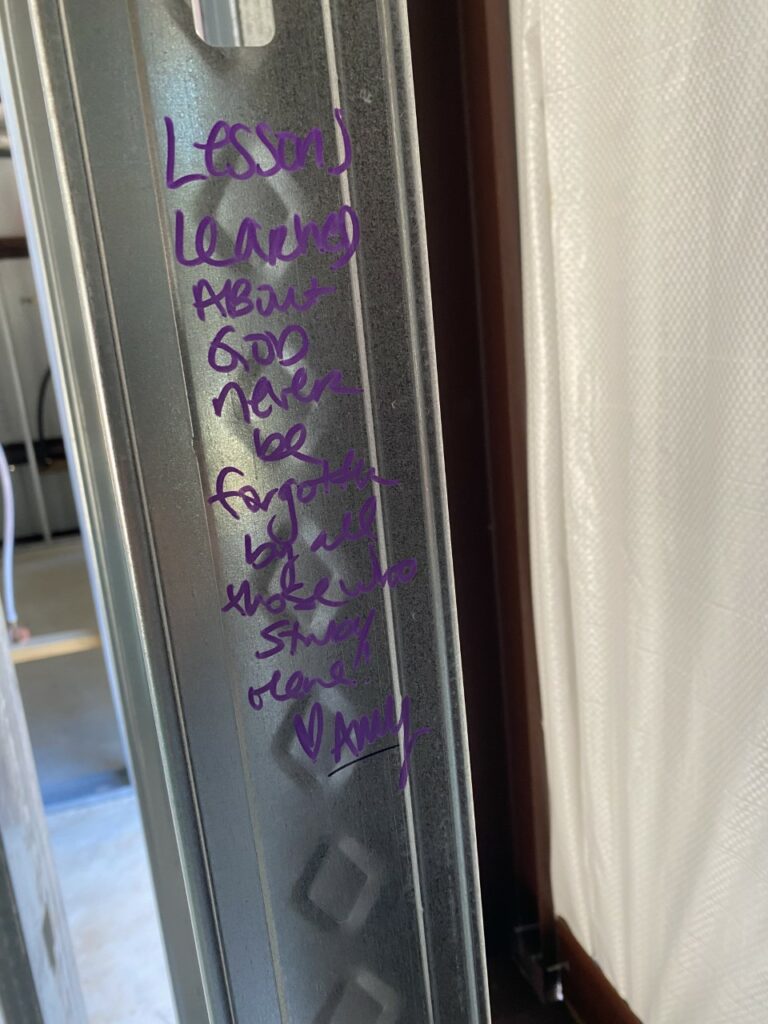 Lessons
Learned
About
GOD
never
be
forgotten
by all
those who
study
here!
♡ Amy